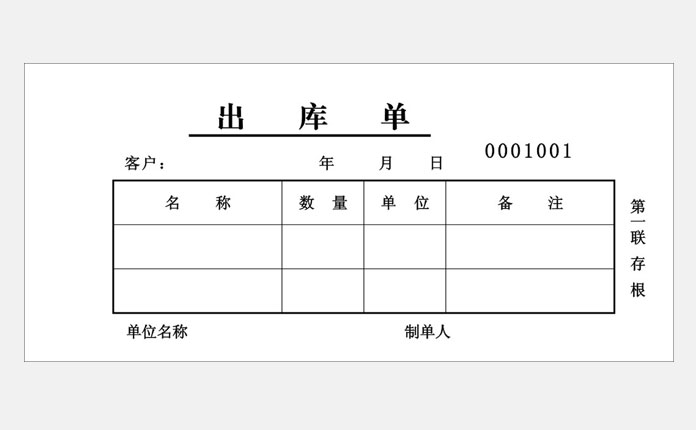 出 库 单
0001001
客户： 年 月 日
名 称 数 量 单 位 备 注
第一联存根
单位名称 制单人